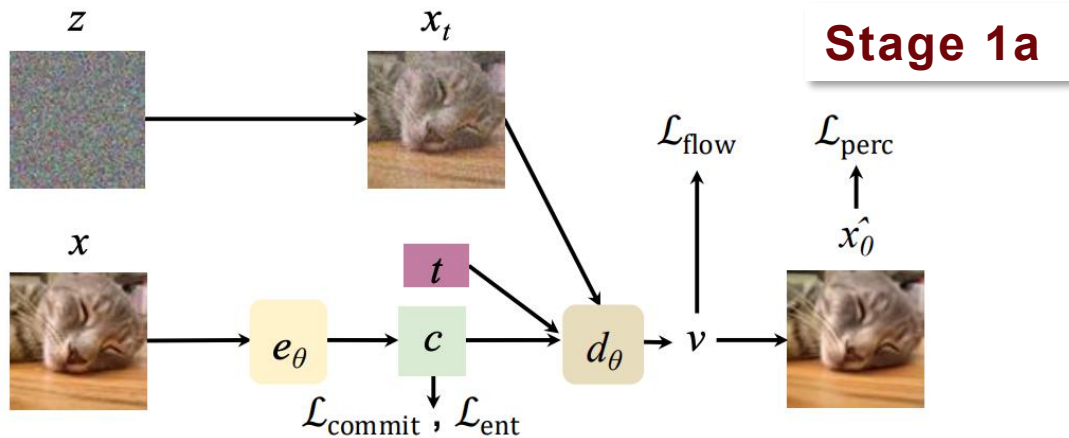 z
x_t
Stage 1a
ℒ_flow
ℒ_perc
x
t
x̂_0
e_θ
c
d_θ
v
ℒ_commit , ℒ_ent